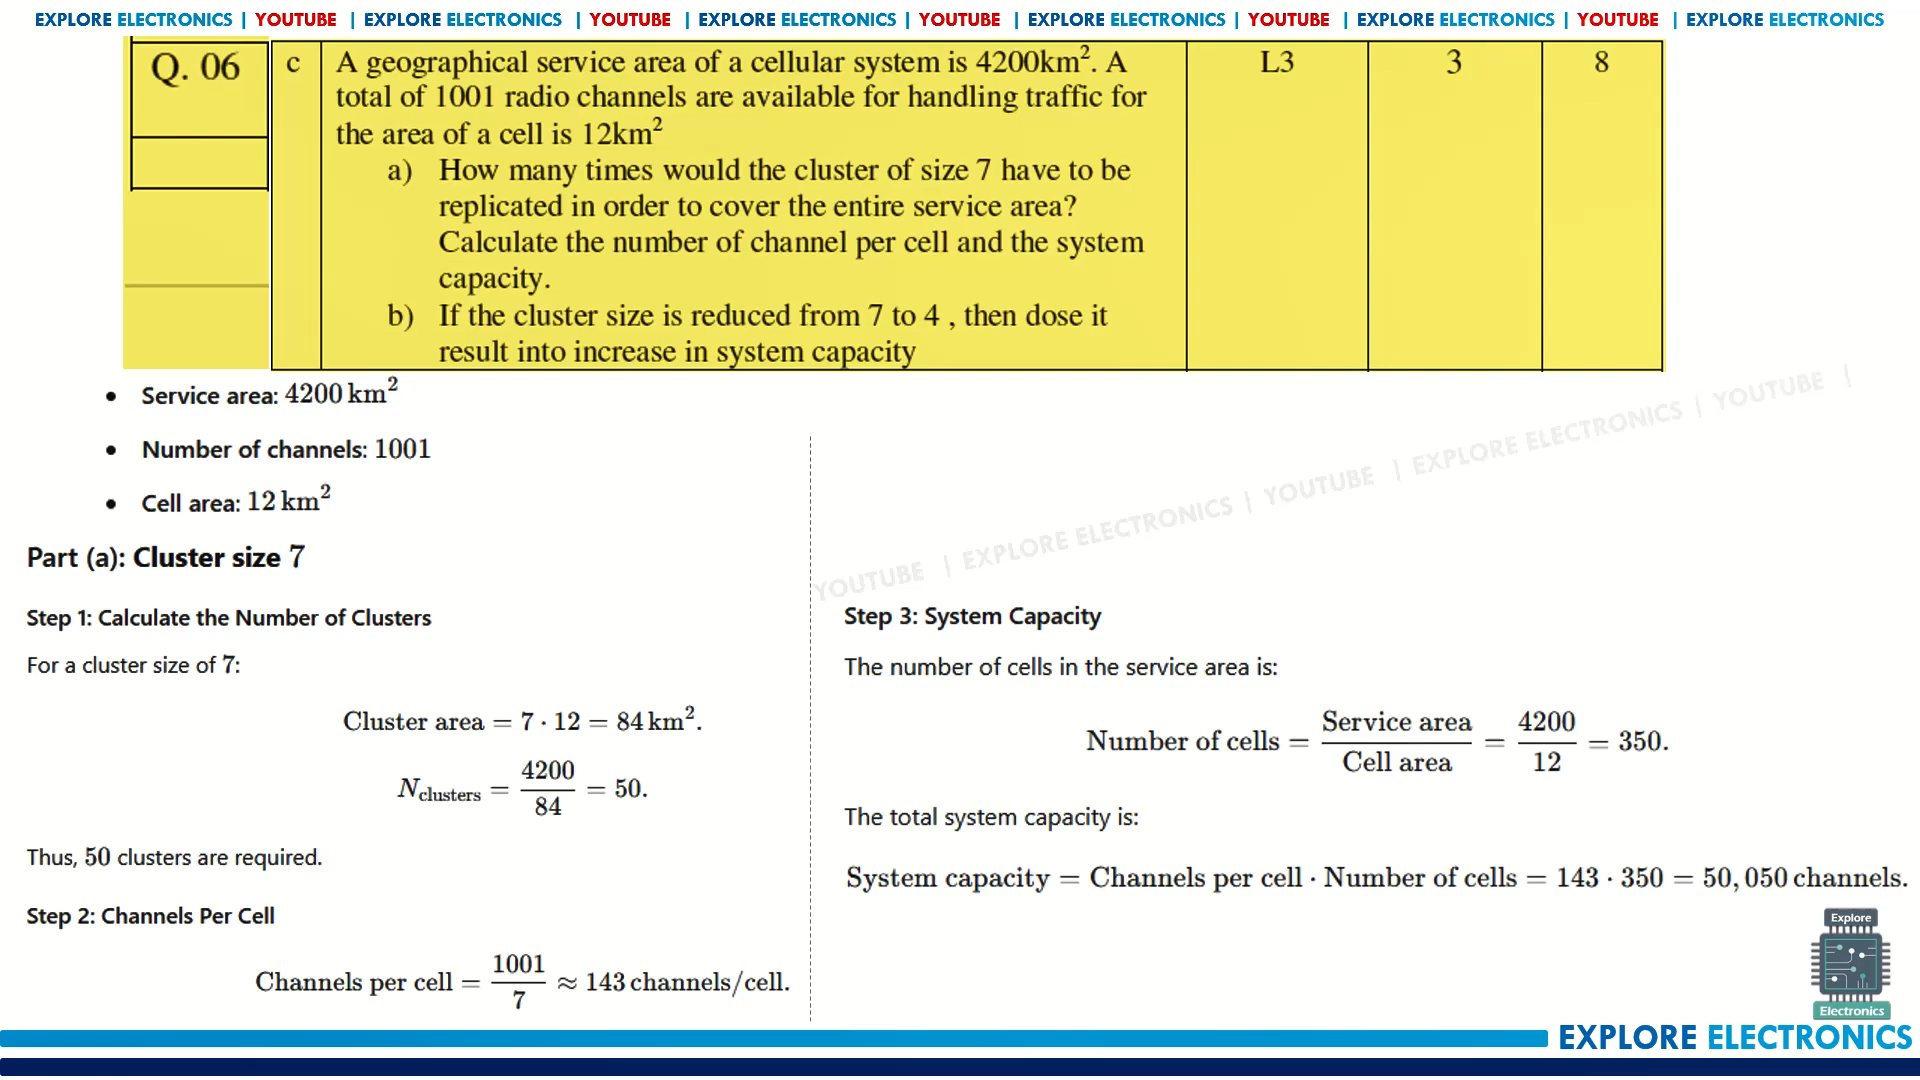 EXPLORE ELECTRONICS | YOUTUBE | EXPLORE ELECTRONICS | YOUTUBE | EXPLORE ELECTRONICS | YOUTUBE | EXPLORE ELECTRONICS | YOUTUBE | EXPLORE ELECTRONICS | YOUTUBE | EXPLORE ELECTRONICS
Q. 06 c A geographical service area of a cellular system is 4200km². A L3 3 8
total of 1001 radio channels are available for handling traffic for
the area of a cell is 12km²
a) How many times would the cluster of size 7 have to be
replicated in order to cover the entire service area?
Calculate the number of channel per cell and the system
capacity.
b) If the cluster size is reduced from 7 to 4 , then dose it
result into increase in system capacity
• Service area: 4200 km²
• Number of channels: 1001
• Cell area: 12 km²
Part (a): Cluster size 7
Step 1: Calculate the Number of Clusters
For a cluster size of 7:
Cluster area = 7 · 12 = 84 km².
N_clusters = 4200/84 = 50.
Thus, 50 clusters are required.
Step 2: Channels Per Cell
Channels per cell = 1001/7 ≈ 143 channels/cell.
YOUTUBE | EXPLORE ELECTRONICS | YOUTUBE | EXPLORE ELECTRONICS | YOUTUBE |
Step 3: System Capacity
The number of cells in the service area is:
Number of cells = Service area/Cell area = 4200/12 = 350.
The total system capacity is:
System capacity = Channels per cell · Number of cells = 143 · 350 = 50, 050 channels.
Explore
Electronics
EXPLORE ELECTRONICS